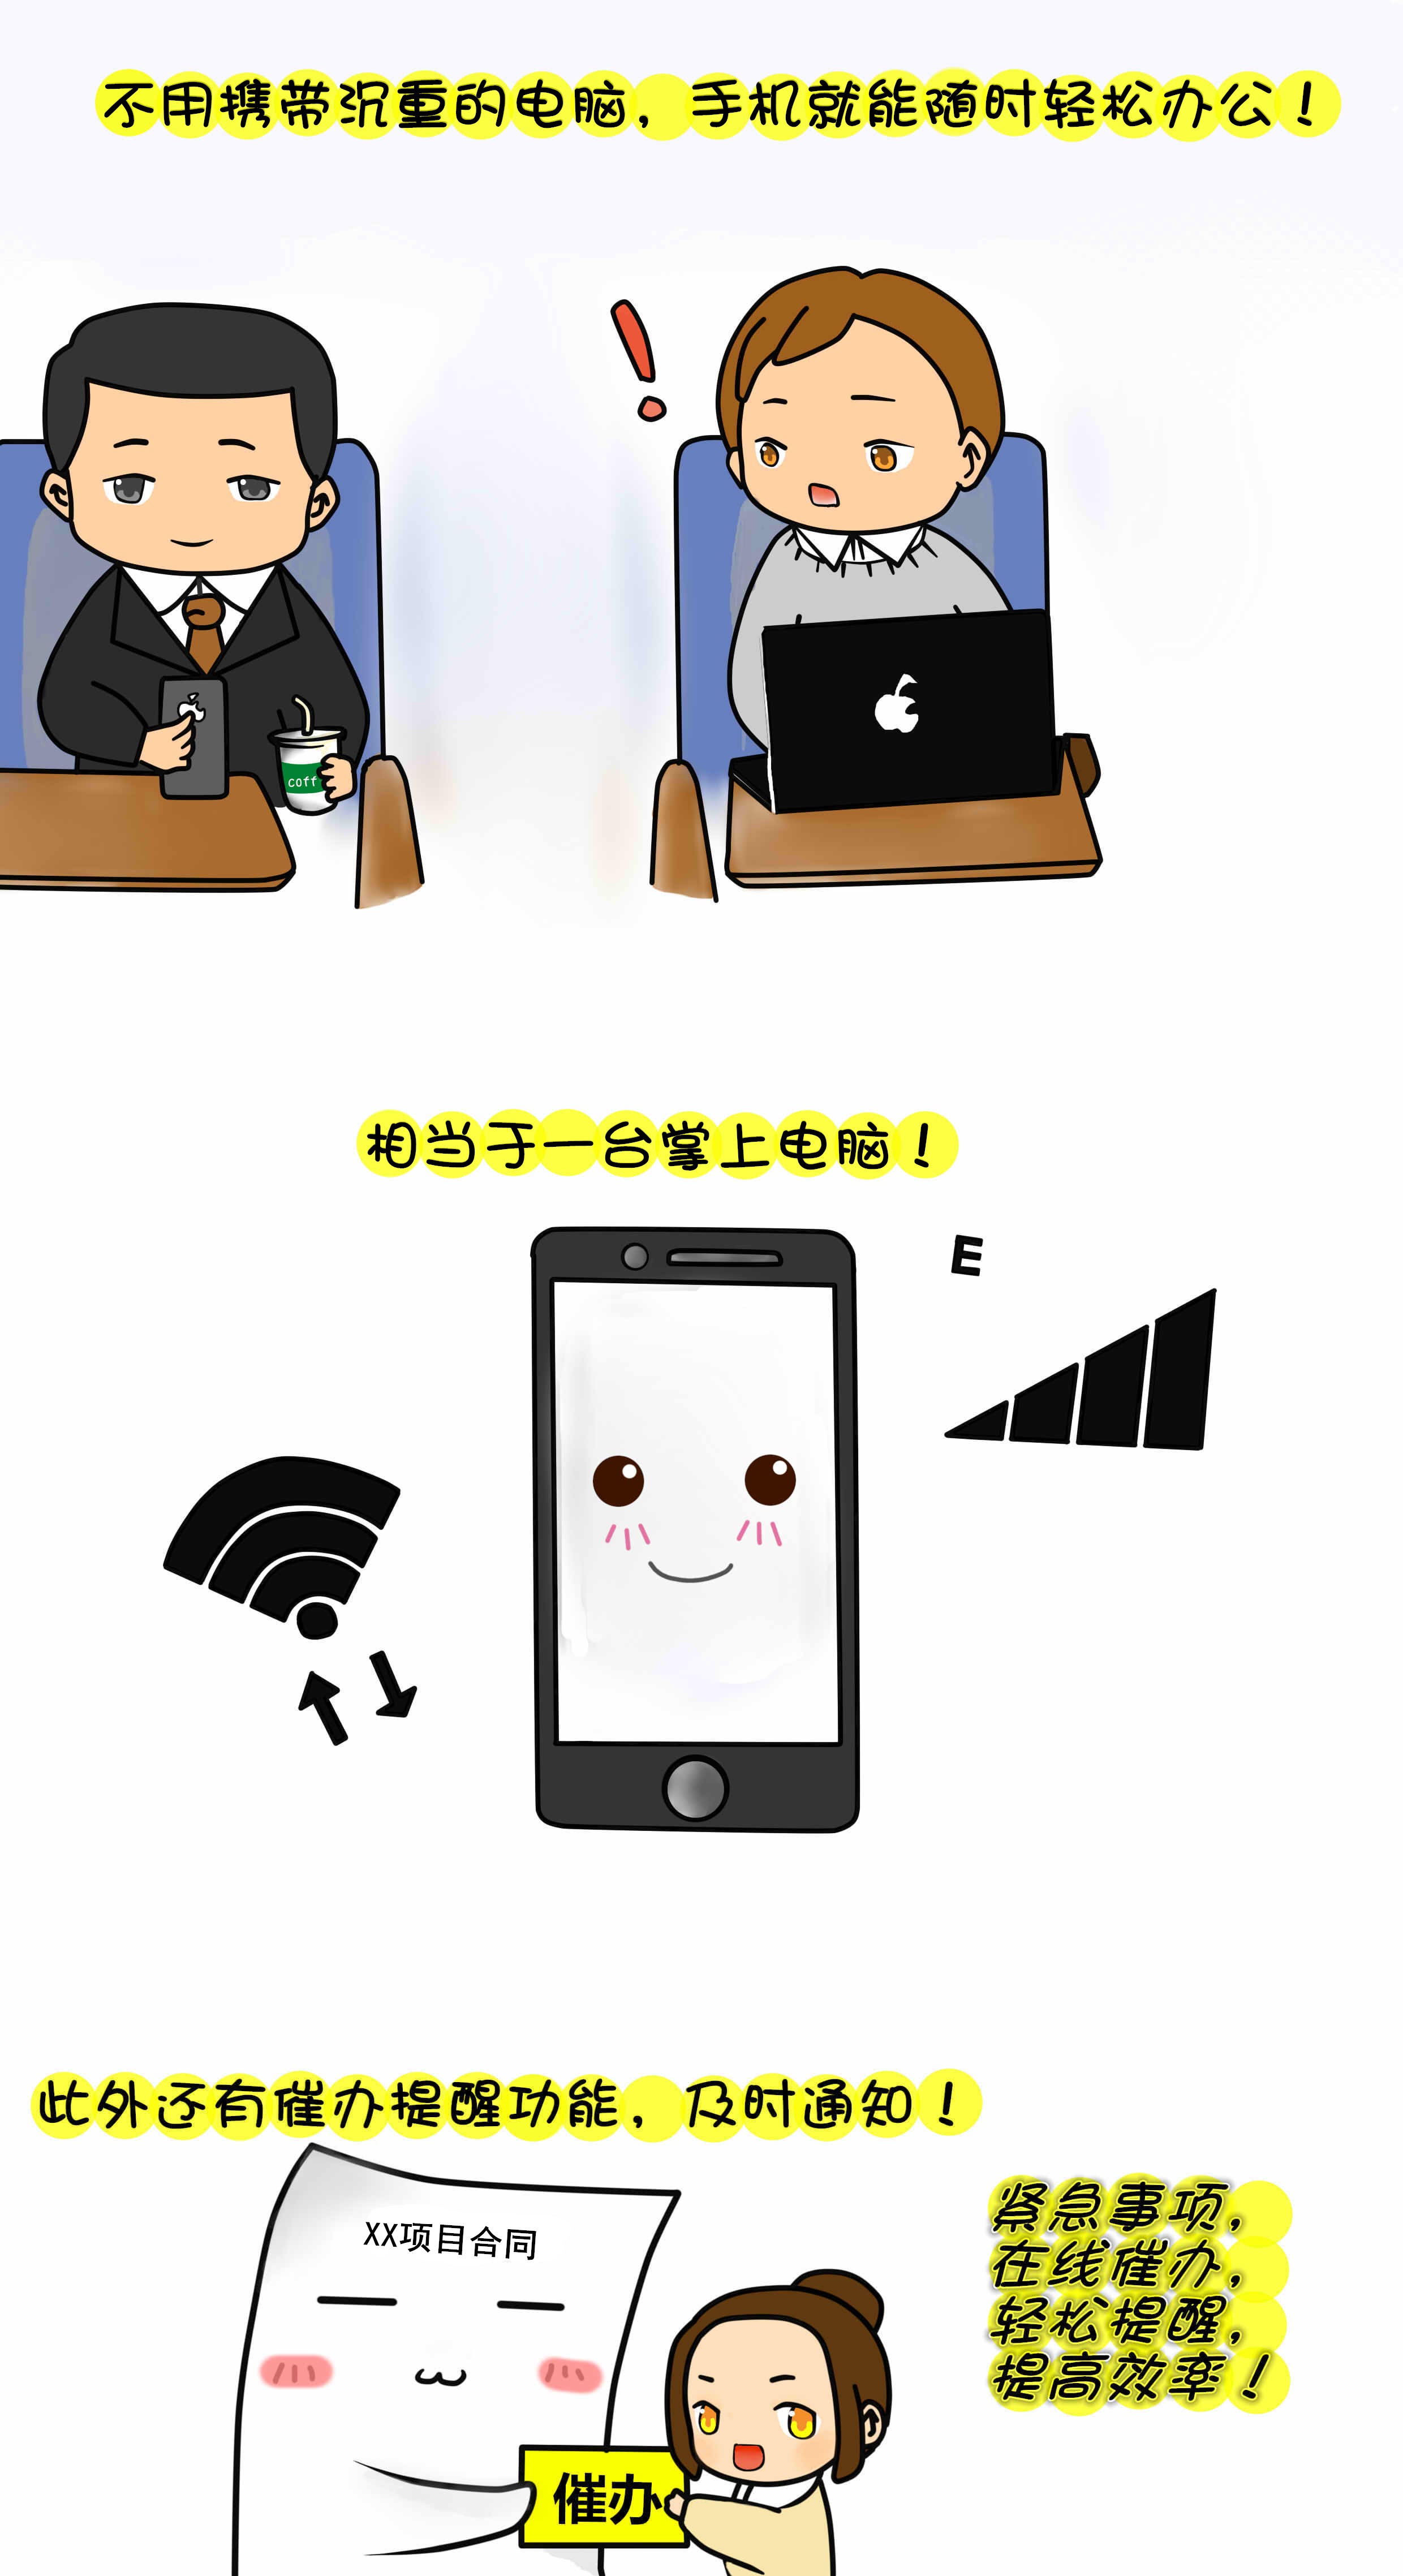 不用携带沉重的电脑，手机就能随时轻松办公！
coff
相当于一台掌上电脑！
E
此外还有催办提醒功能，及时通知！
XX项目合同
紧急事项，
在线催办，
轻松提醒，
提高效率！
催办